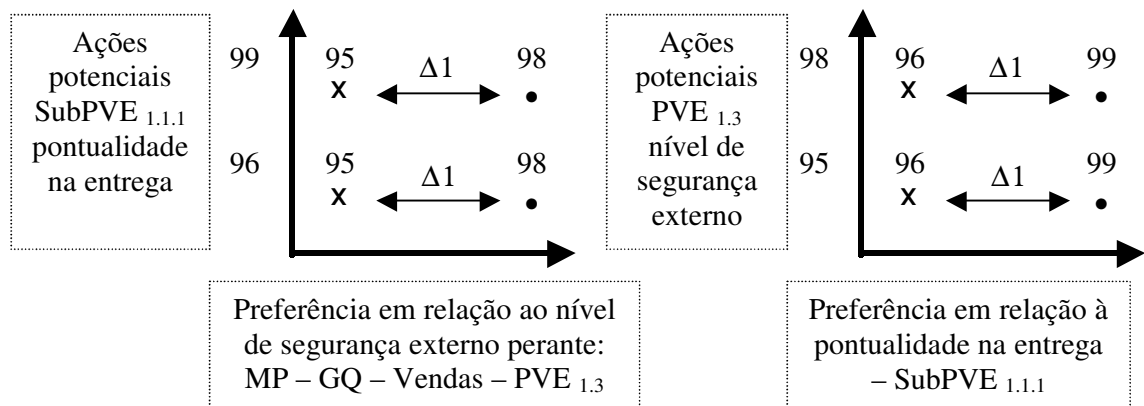 Ações
potenciais
SubPVE 1.1.1
pontualidade
na entrega
99
95
x
Δ1
98
96
95
x
Δ1
98
Preferência em relação ao nível
de segurança externo perante:
MP – GQ – Vendas – PVE 1.3
Ações
potenciais
PVE 1.3
nível de
segurança
externo
98
96
x
Δ1
99
95
96
x
Δ1
99
Preferência em relação à
pontualidade na entrega
– SubPVE 1.1.1